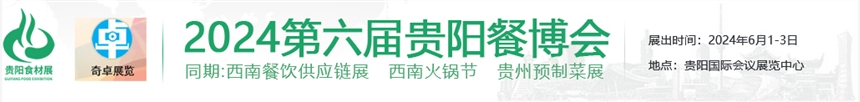 贵阳食材展
GUIYANG FOOD EXHIBITION
卓
奇卓展览
2024第六届贵阳餐博会
同期:西南餐饮供应链展 西南火锅节 贵州预制菜展
展出时间：2024年6月1-3日
地点：贵阳国际会议展览中心